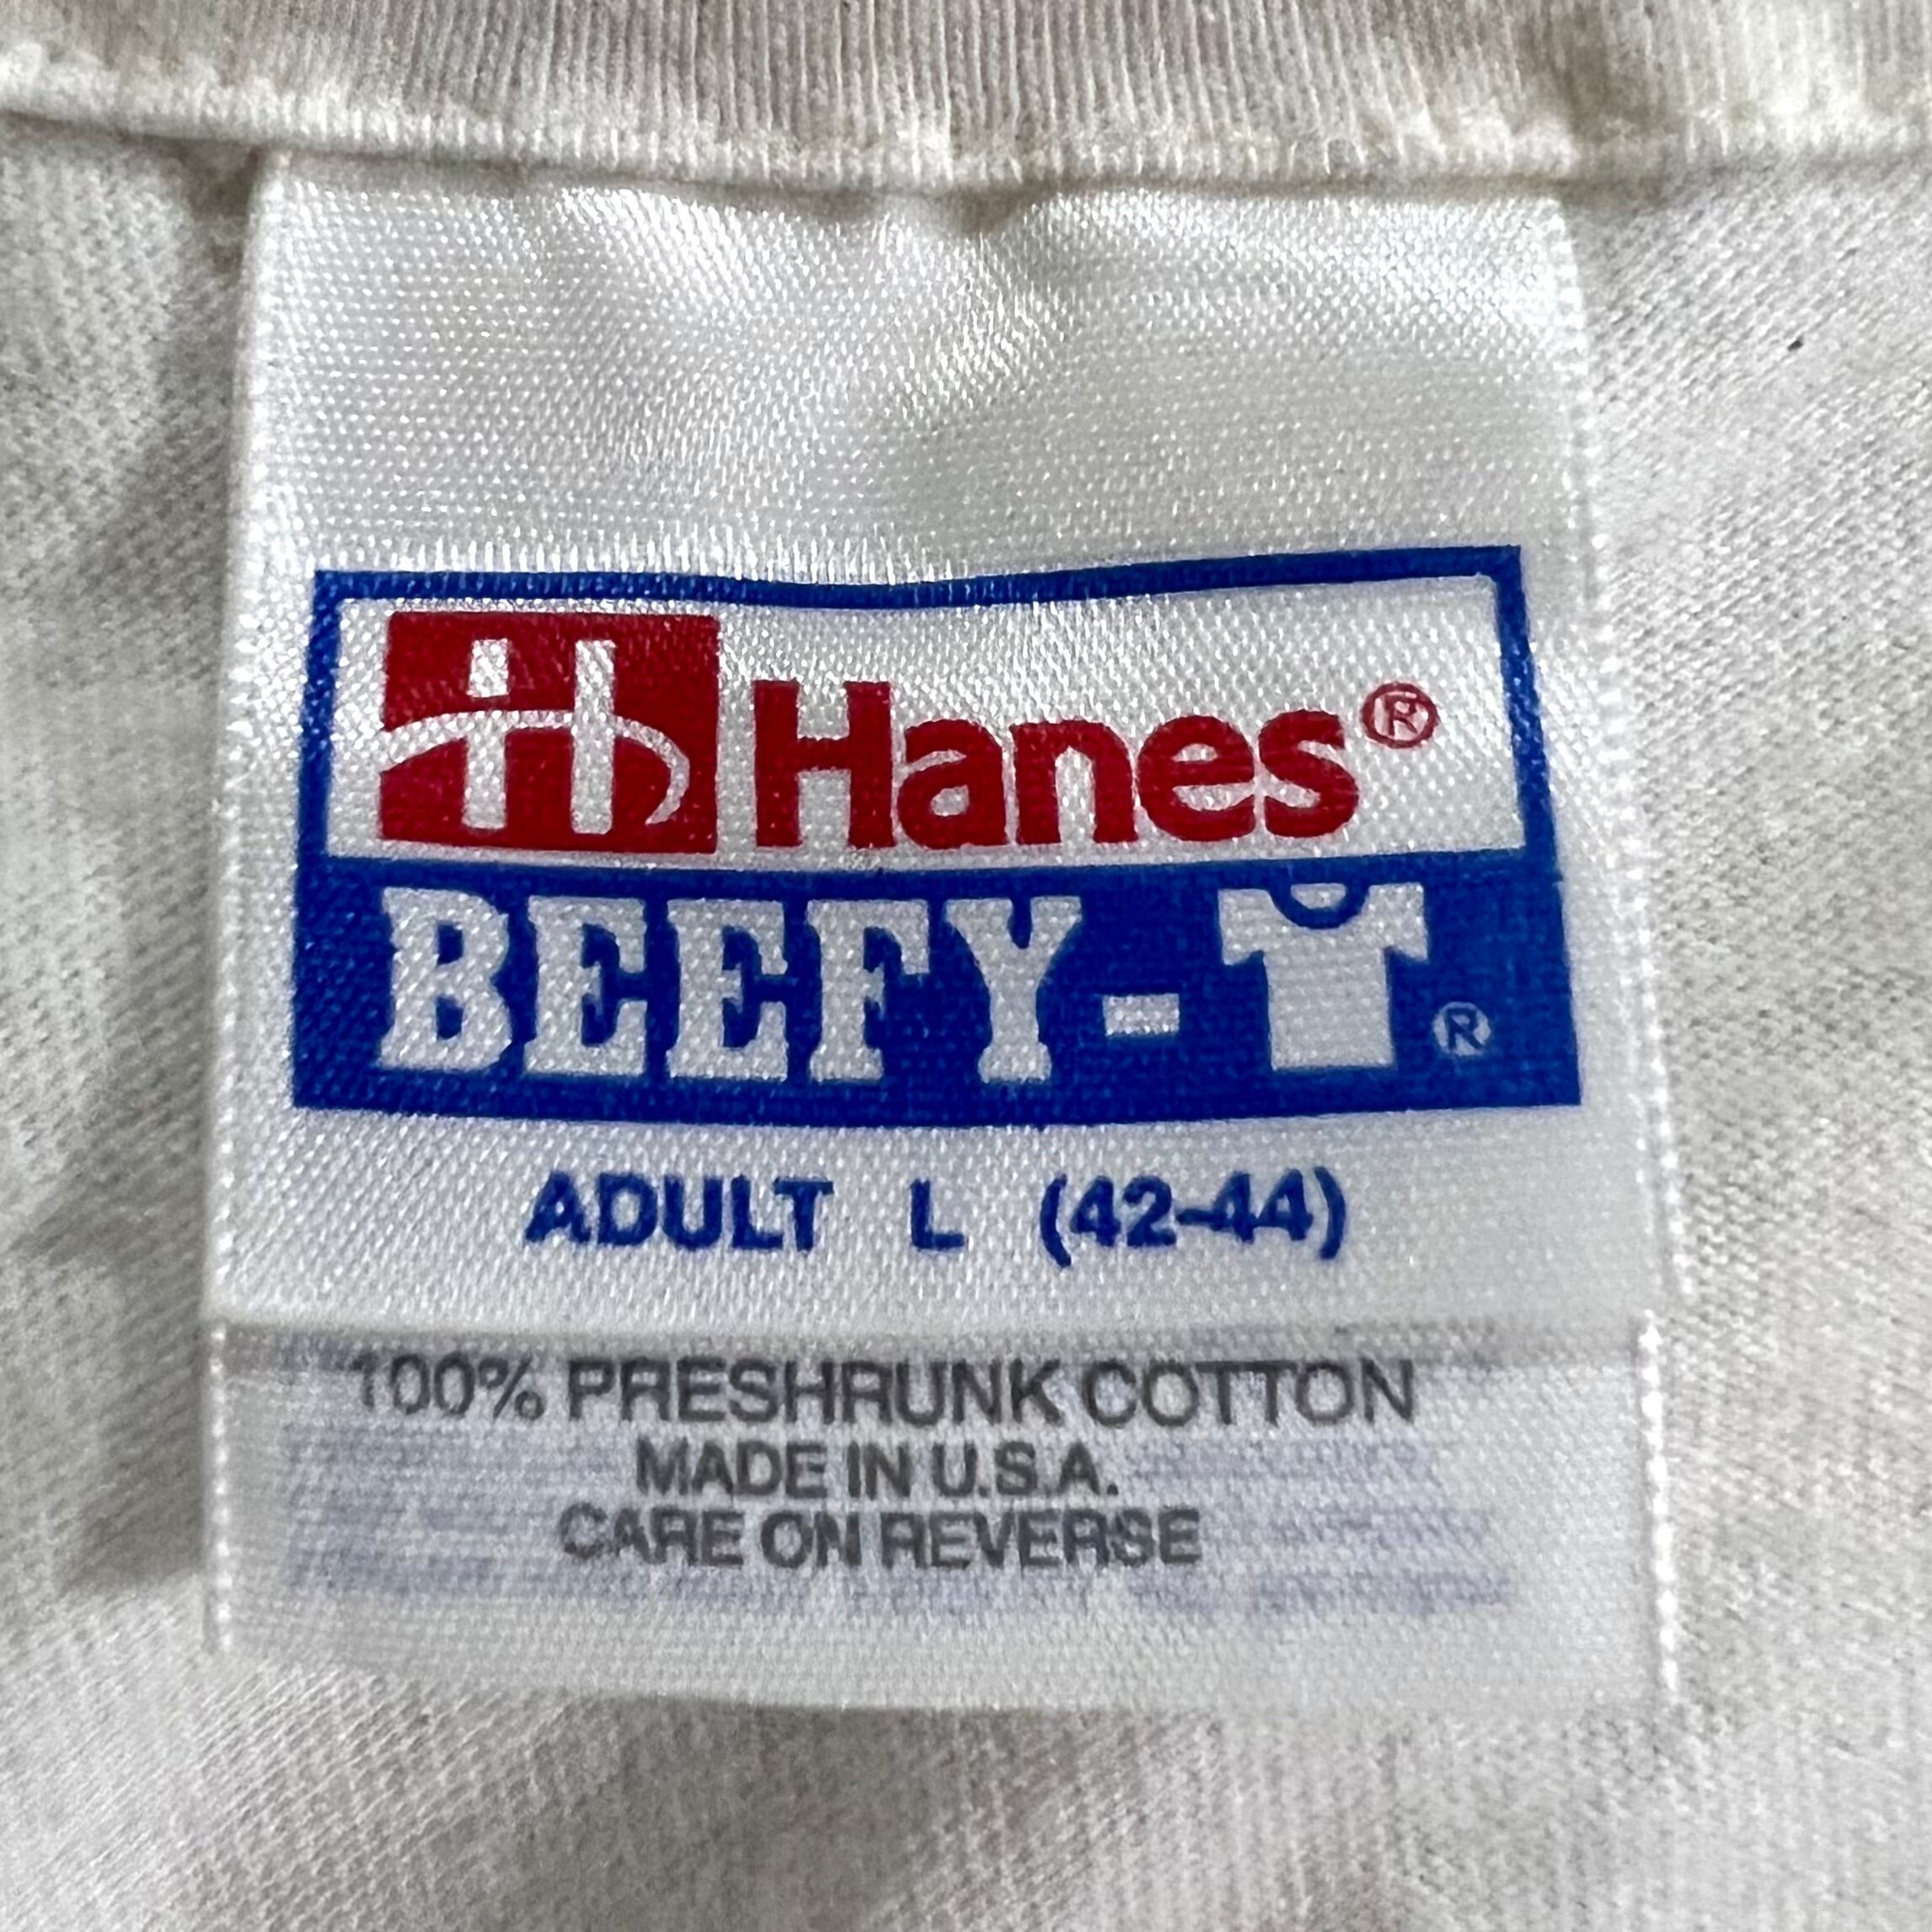 Hanes®
BEEFY-T®
ADULT L (42-44)
100% PRESHRUNK COTTON
MADE IN U.S.A.
CARE ON REVERSE